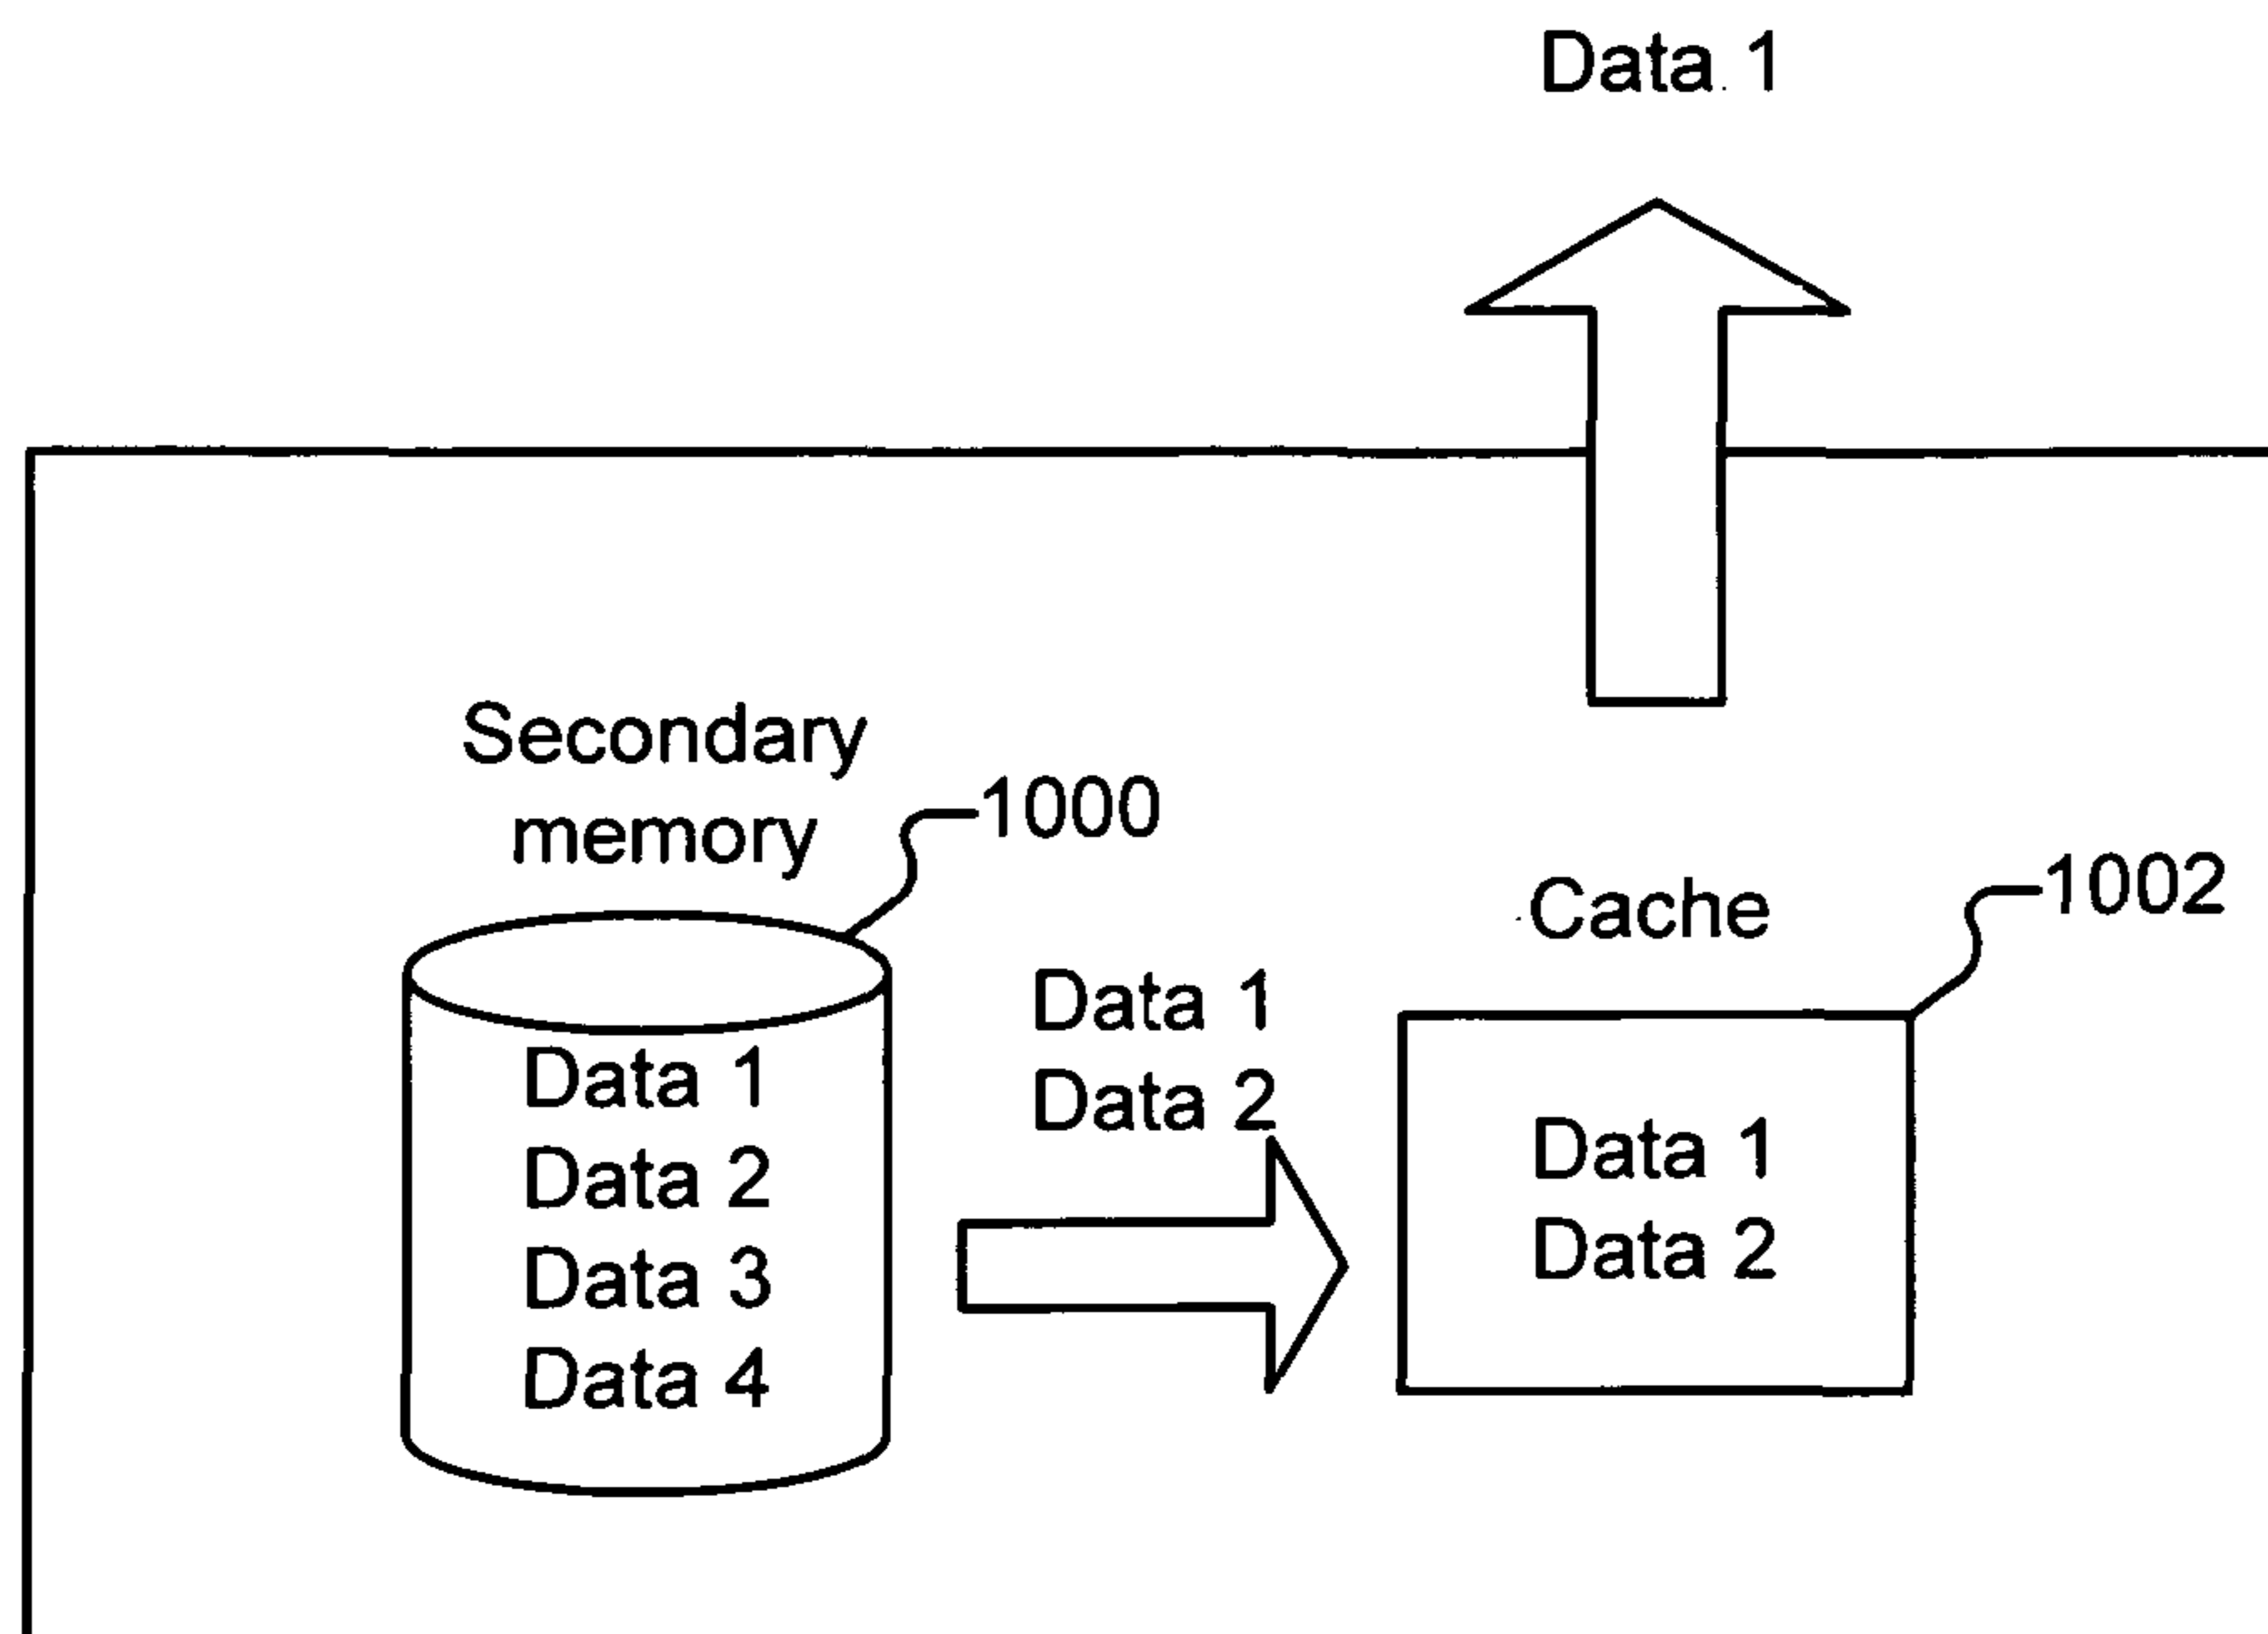 Data 1
Secondary
memory
1000
Cache
1002
Data 1
Data 2
Data 1
Data 2
Data 3
Data 4
Data 1
Data 2